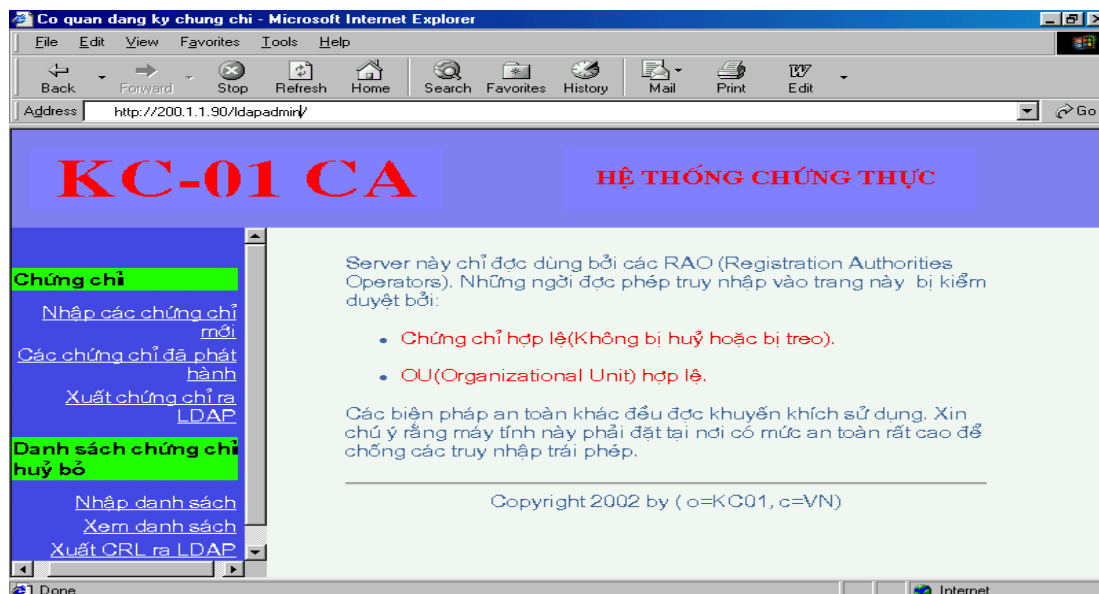 Co quan dang ky chung chi - Microsoft Internet Explorer
File Edit View Favorites Tools Help
Back Forward Stop Refresh Home Search Favorites History Mail Print Edit
Address http://200.1.1.90/ldapadmin/ Go
KC-01 CA
HỆ THỐNG CHỨNG THỰC
Chứng chỉ
Nhập các chứng chỉ
mới
Các chứng chỉ đã phát
hành
Xuất chứng chỉ ra
LDAP
Danh sách chứng chỉ
huỷ bỏ
Nhập danh sách
Xem danh sách
Xuất CRL ra LDAP
Server này chỉ đợc dùng bởi các RAO (Registration Authorities
Operators). Những ngời đợc phép truy nhập vào trang này bị kiểm
duyệt bởi:
• Chứng chỉ hợp lệ(Không bị huỷ hoặc bị treo).
• OU(Organizational Unit) hợp lệ.
Các biện pháp an toàn khác đều đợc khuyến khích sử dụng. Xin
chú ý rằng máy tính này phải đặt tại nơi có mức an toàn rất cao để
chống các truy nhập trái phép.
Copyright 2002 by ( o=KC01, c=VN)
Done Internet